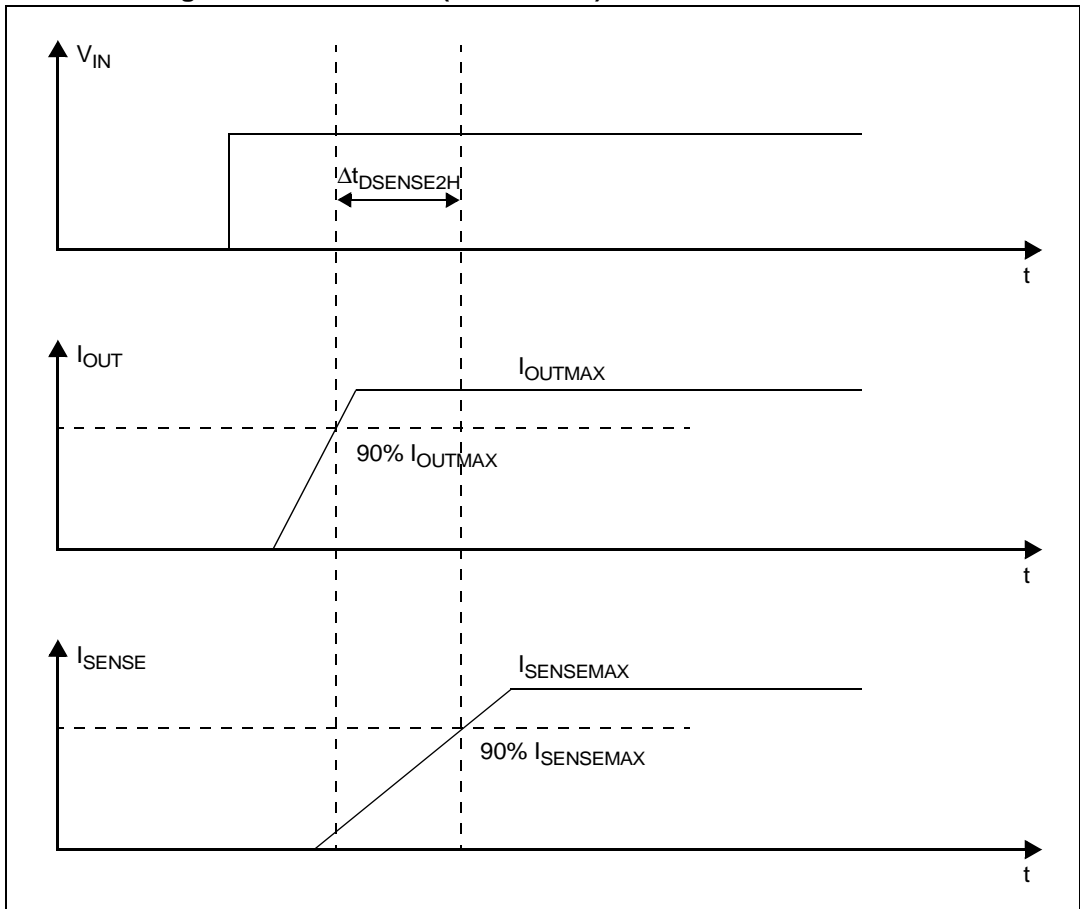 V_IN
Δt_DSENSE2H
t
I_OUT
I_OUTMAX
90% I_OUTMAX
t
I_SENSE
I_SENSEMAX
90% I_SENSEMAX
t